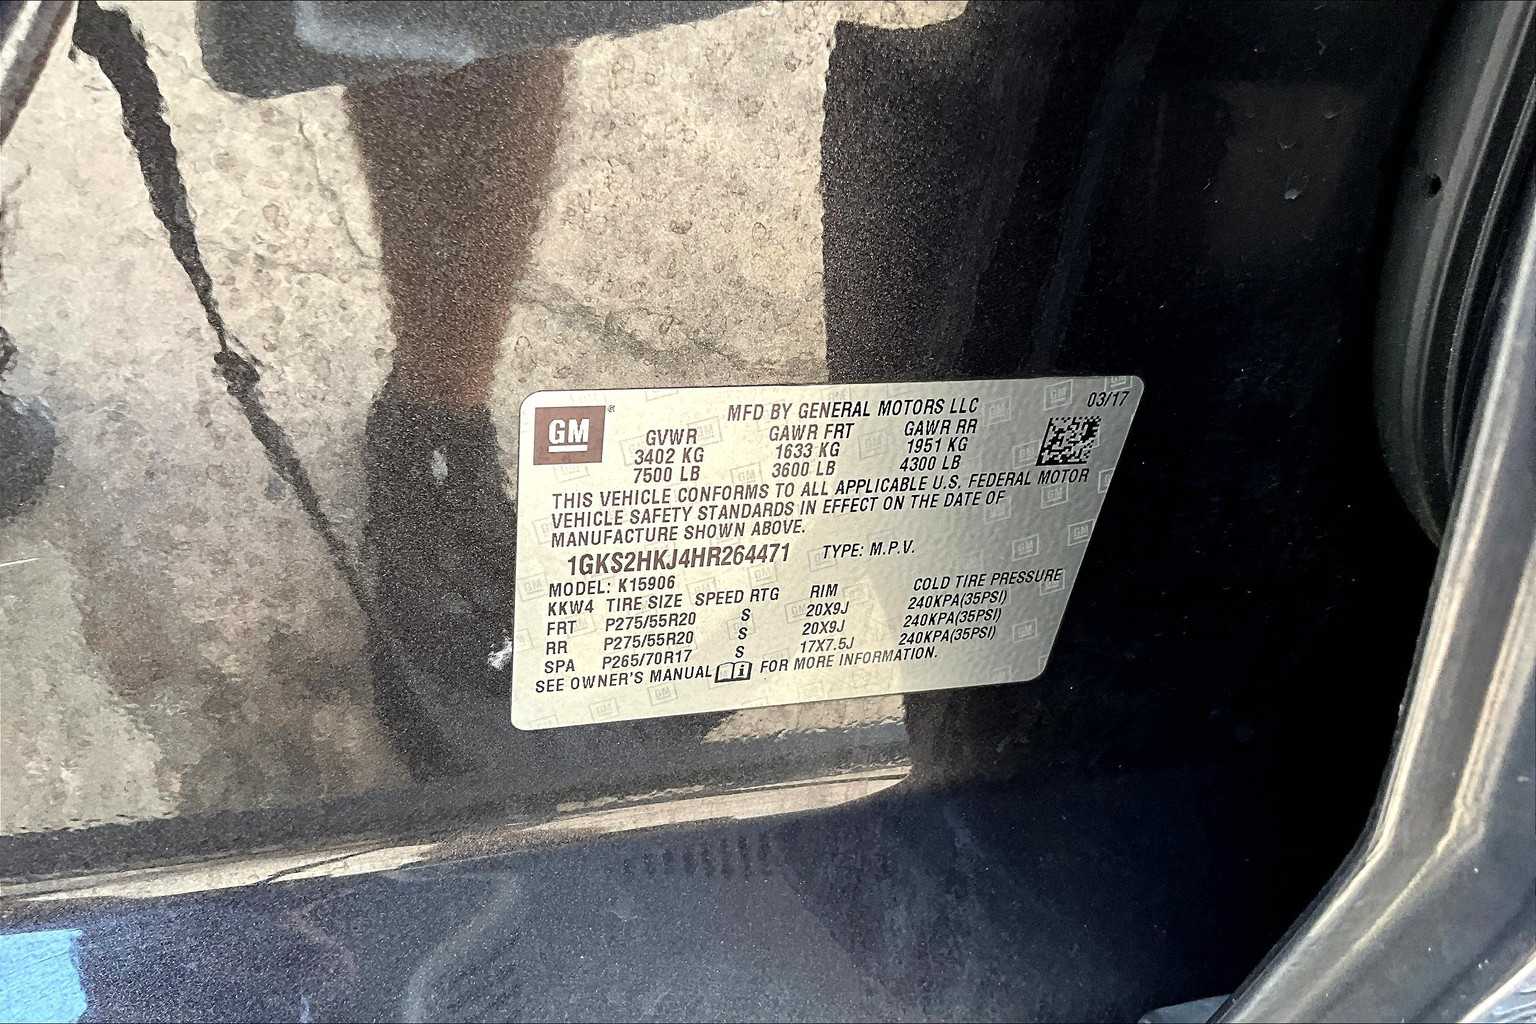 GM®
MFD BY GENERAL MOTORS LLC 03/17
GVWR GAWR FRT GAWR RR
3402 KG 1633 KG 1951 KG
7500 LB 3600 LB 4300 LB
THIS VEHICLE CONFORMS TO ALL APPLICABLE U.S. FEDERAL MOTOR
VEHICLE SAFETY STANDARDS IN EFFECT ON THE DATE OF
MANUFACTURE SHOWN ABOVE.
1GKS2HKJ4HR264471 TYPE: M.P.V.
MODEL: K15906
KKW4 TIRE SIZE SPEED RTG RIM COLD TIRE PRESSURE
FRT P275/55R20 S 20X9J 240KPA(35PSI)
RR P275/55R20 S 20X9J 240KPA(35PSI)
SPA P265/70R17 S 17X7.5J 240KPA(35PSI)
SEE OWNER'S MANUAL FOR MORE INFORMATION.